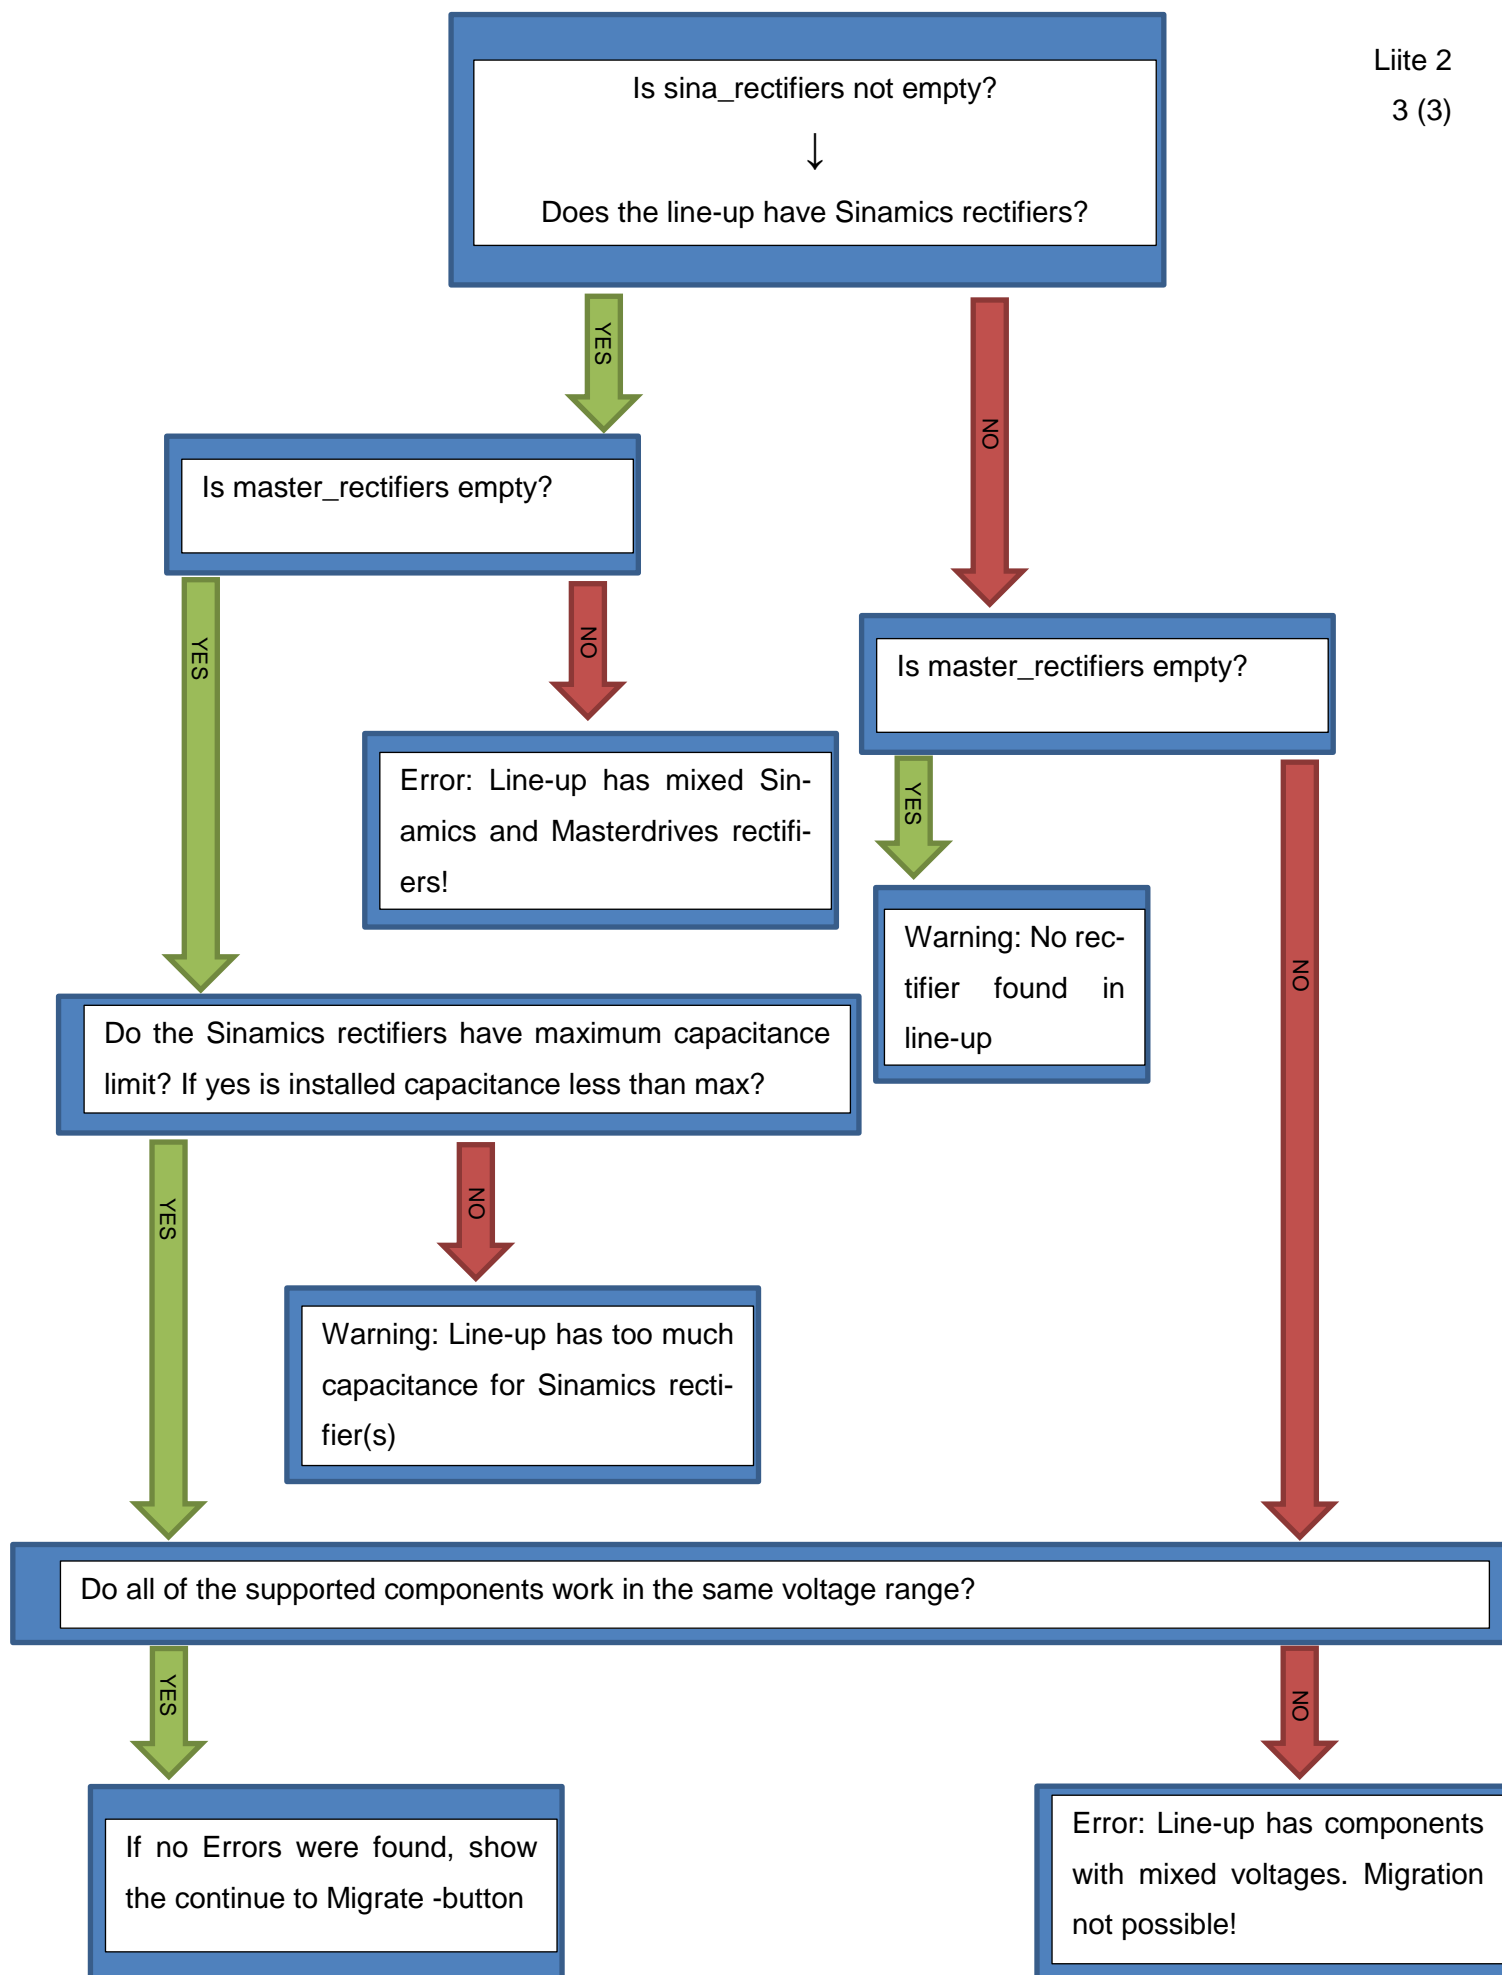 Liite 2
3 (3)
Is sina_rectifiers not empty?
↓
Does the line-up have Sinamics rectifiers?
YES
NO
Is master_rectifiers empty?
YES
NO
Is master_rectifiers empty?
Error: Line-up has mixed Sin-
amics and Masterdrives rectifi-
ers!
YES
NO
Warning: No rec-
tifier found in
line-up
Do the Sinamics rectifiers have maximum capacitance
limit? If yes is installed capacitance less than max?
YES
NO
Warning: Line-up has too much
capacitance for Sinamics recti-
fier(s)
Do all of the supported components work in the same voltage range?
YES
NO
If no Errors were found, show
the continue to Migrate -button
Error: Line-up has components
with mixed voltages. Migration
not possible!